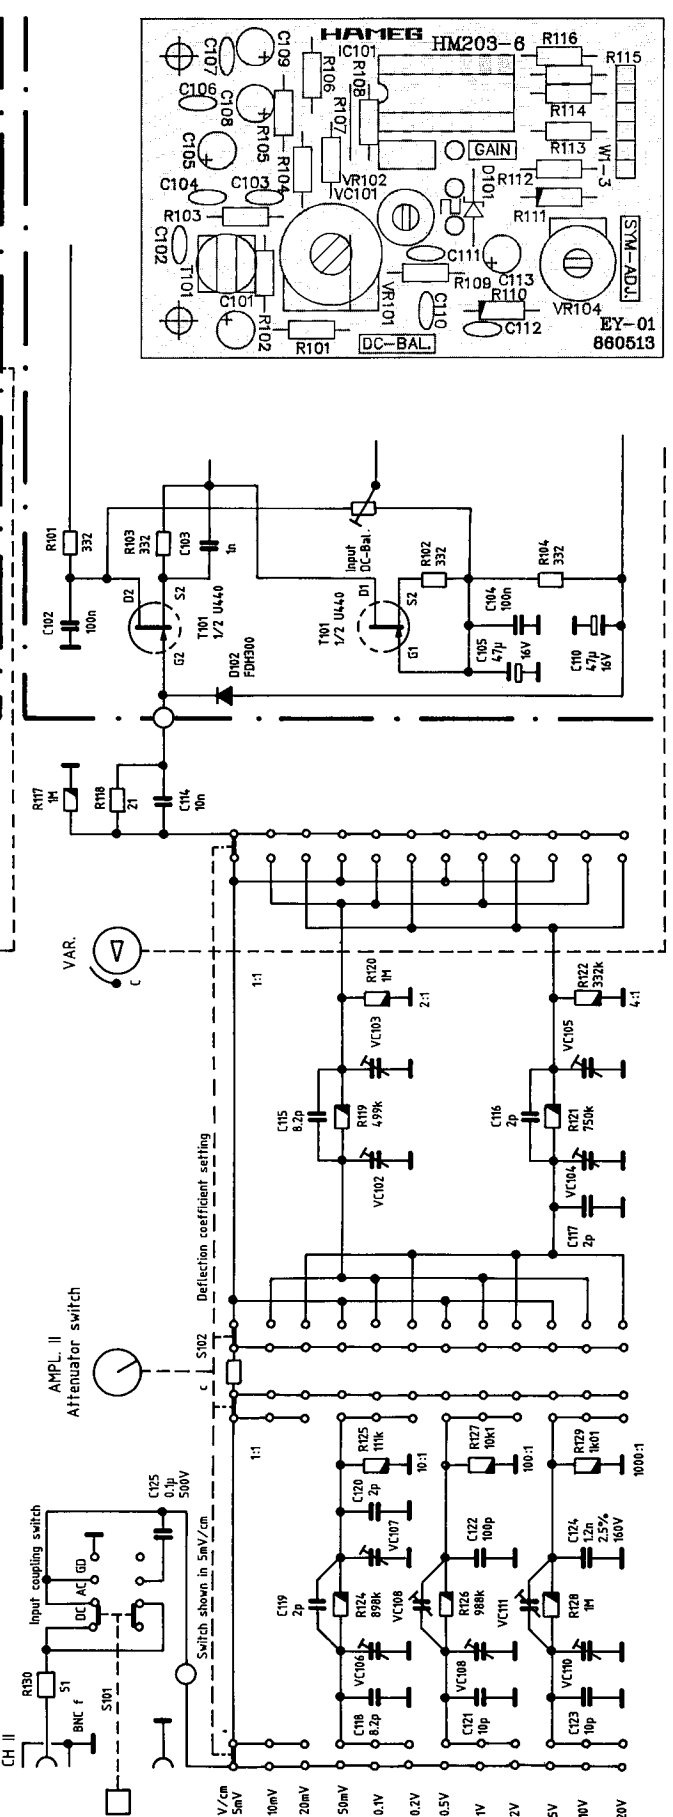 HAMEG
HM203-6
IC101
R116
R115
C107
C109
R106
R108
C106
C108
R105
R107
R114
R113
W1-3
C105
R104
GAIN
D101
R112
C104
C103
VR102
VC101
R111
R103
C102
T101
C101
R102
C111
R109
C113
R110
SYM-ADJ.
VR101
C110
C112
VR104
R101
DC-BAL.
EY-01
860513
R101
332
C102
100n
R103
332
C103
1n
D2
S2
G2
T101
1/2 U440
D102
FDH300
Input
DC-Bal.
D1
T101
1/2 U440
S2
G1
R102
332
C104
100n
C105
47µ
16V
R104
332
C110
47µ
16V
R117
1M
R118
21
C114
10n
VAR.
C
1:1
R120
1M
2:1
VC103
C115
8.2p
R119
499k
VC102
R122
332k
4:1
VC105
C116
2p
R121
750k
VC104
C117
2p
Deflection coefficient setting
AMPL. II
Attenuator switch
S102
c
1:1
R125
111k
10:1
C120
2p
VC107
C119
2p
R124
898k
VC106
C118
8.2p
R127
10k1
100:1
C122
100p
VC108
R126
988k
VC108
C121
10p
R129
1k01
1000:1
C124
1.2n
2.5%
160V
VC111
R128
1M
VC110
C123
10p
Input coupling switch
DC
AC
GD
C125
0.1µ
500V
Switch shown in 5mV/cm
R130
51
S101
CH II
BNC f
V/cm
5mV
10mV
20mV
50mV
0.1V
0.2V
0.5V
1V
2V
5V
10V
20V